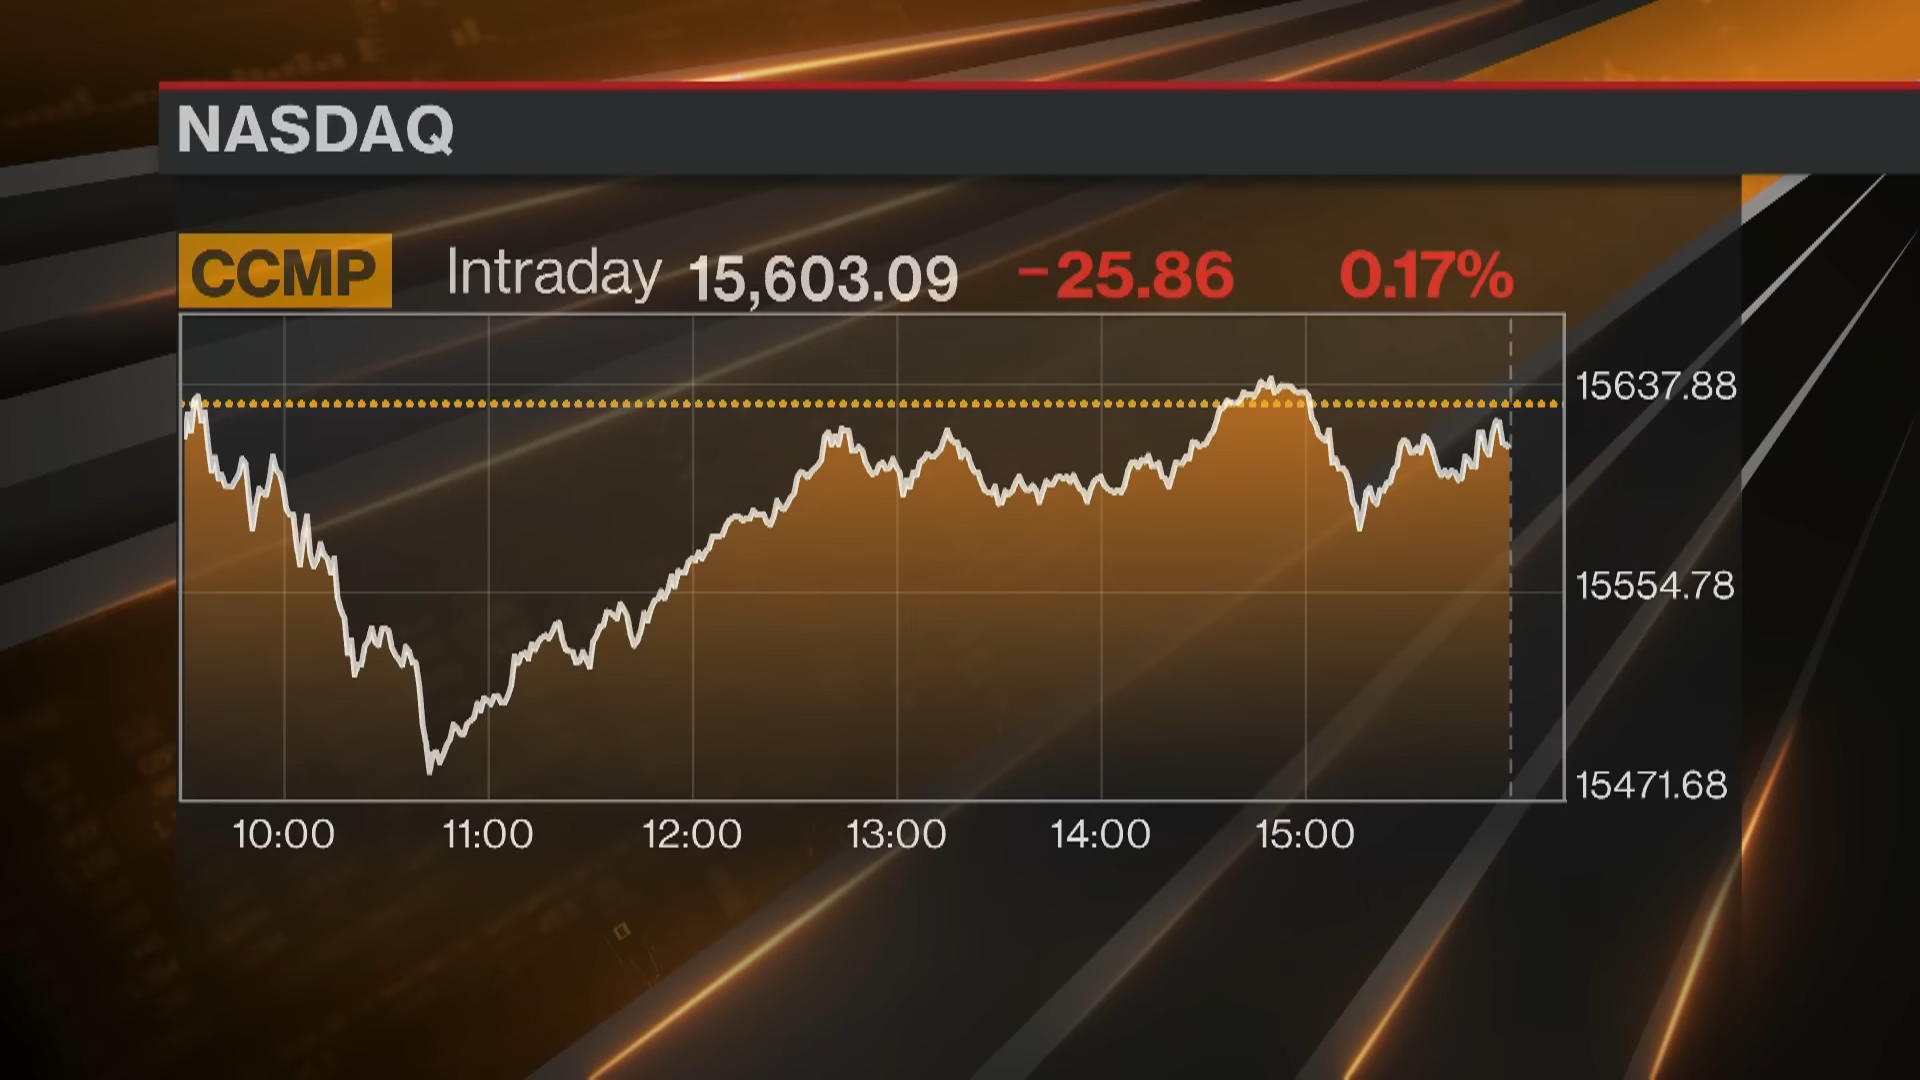 NASDAQ
CCMP Intraday 15,603.09 −25.86 0.17%
15637.88
15554.78
15471.68
10:00 11:00 12:00 13:00 14:00 15:00